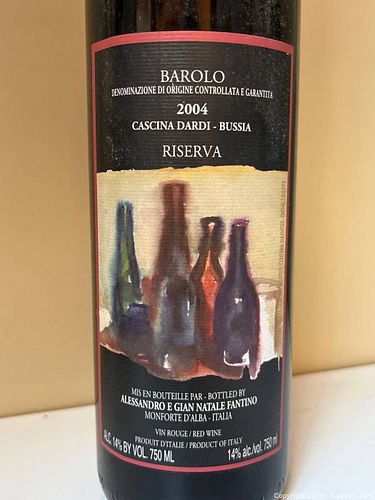 BAROLO
DENOMINAZIONE DI ORIGINE CONTROLLATA E GARANTITA
2004
CASCINA DARDI - BUSSIA
RISERVA
MIS EN BOUTEILLE PAR - BOTTLED BY
ALESSANDRO E GIAN NATALE FANTINO
MONFORTE D'ALBA - ITALIA
VIN ROUGE / RED WINE
PRODUIT D'ITALIE / PRODUCT OF ITALY
ALC. 14% BY VOL. 750 ML
14% alc./vol. 750 ml